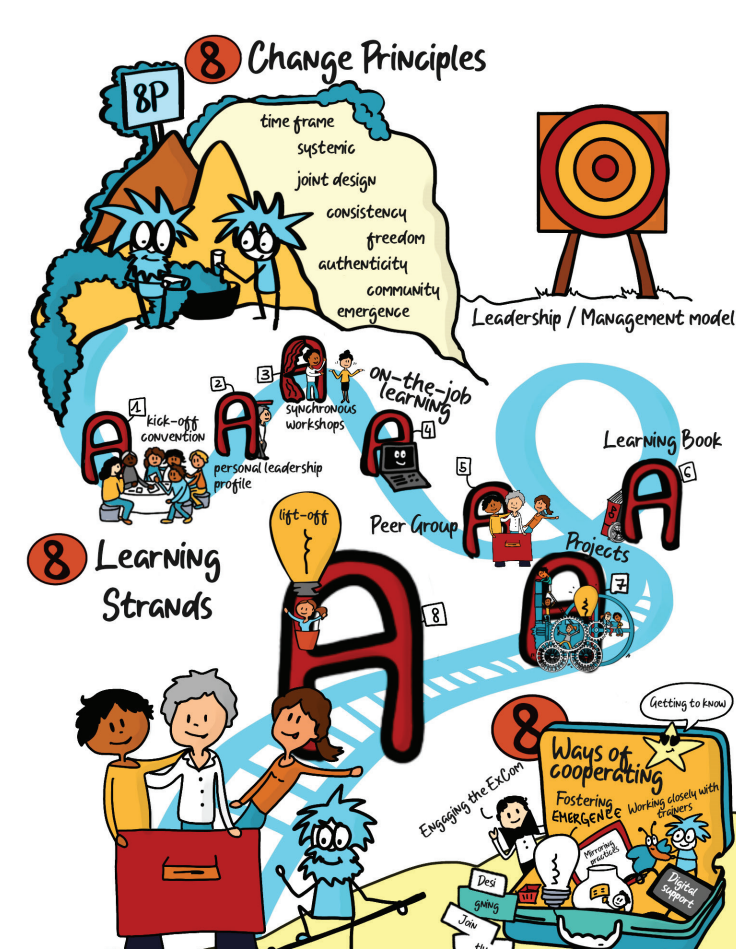 8 Change Principles
8P
time frame
systemic
joint design
consistency
freedom
authenticity
community
emergence
Leadership / Management model
1
kick-off
convention
2
personal leadership
profile
3
synchronous
workshops
on-the-job
learning
4
5
Peer Group
Learning Book
6
Projects
7
8 Learning
Strands
lift-off
8
8
Getting to know
Ways of
cooperating
Engaging the ExCom
Fostering
EMERGENCE
Working closely with
trainers
Mirroring
practices
Digital
support
Desi
gning
Join